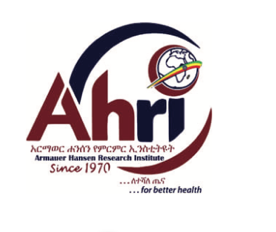 Ahri
አርማወር ሐንሰን የምርምር ኢንስቲትዩት
Armauer Hansen Research Institute
Since 1970
... ለተሻለ ጤና
... for better health